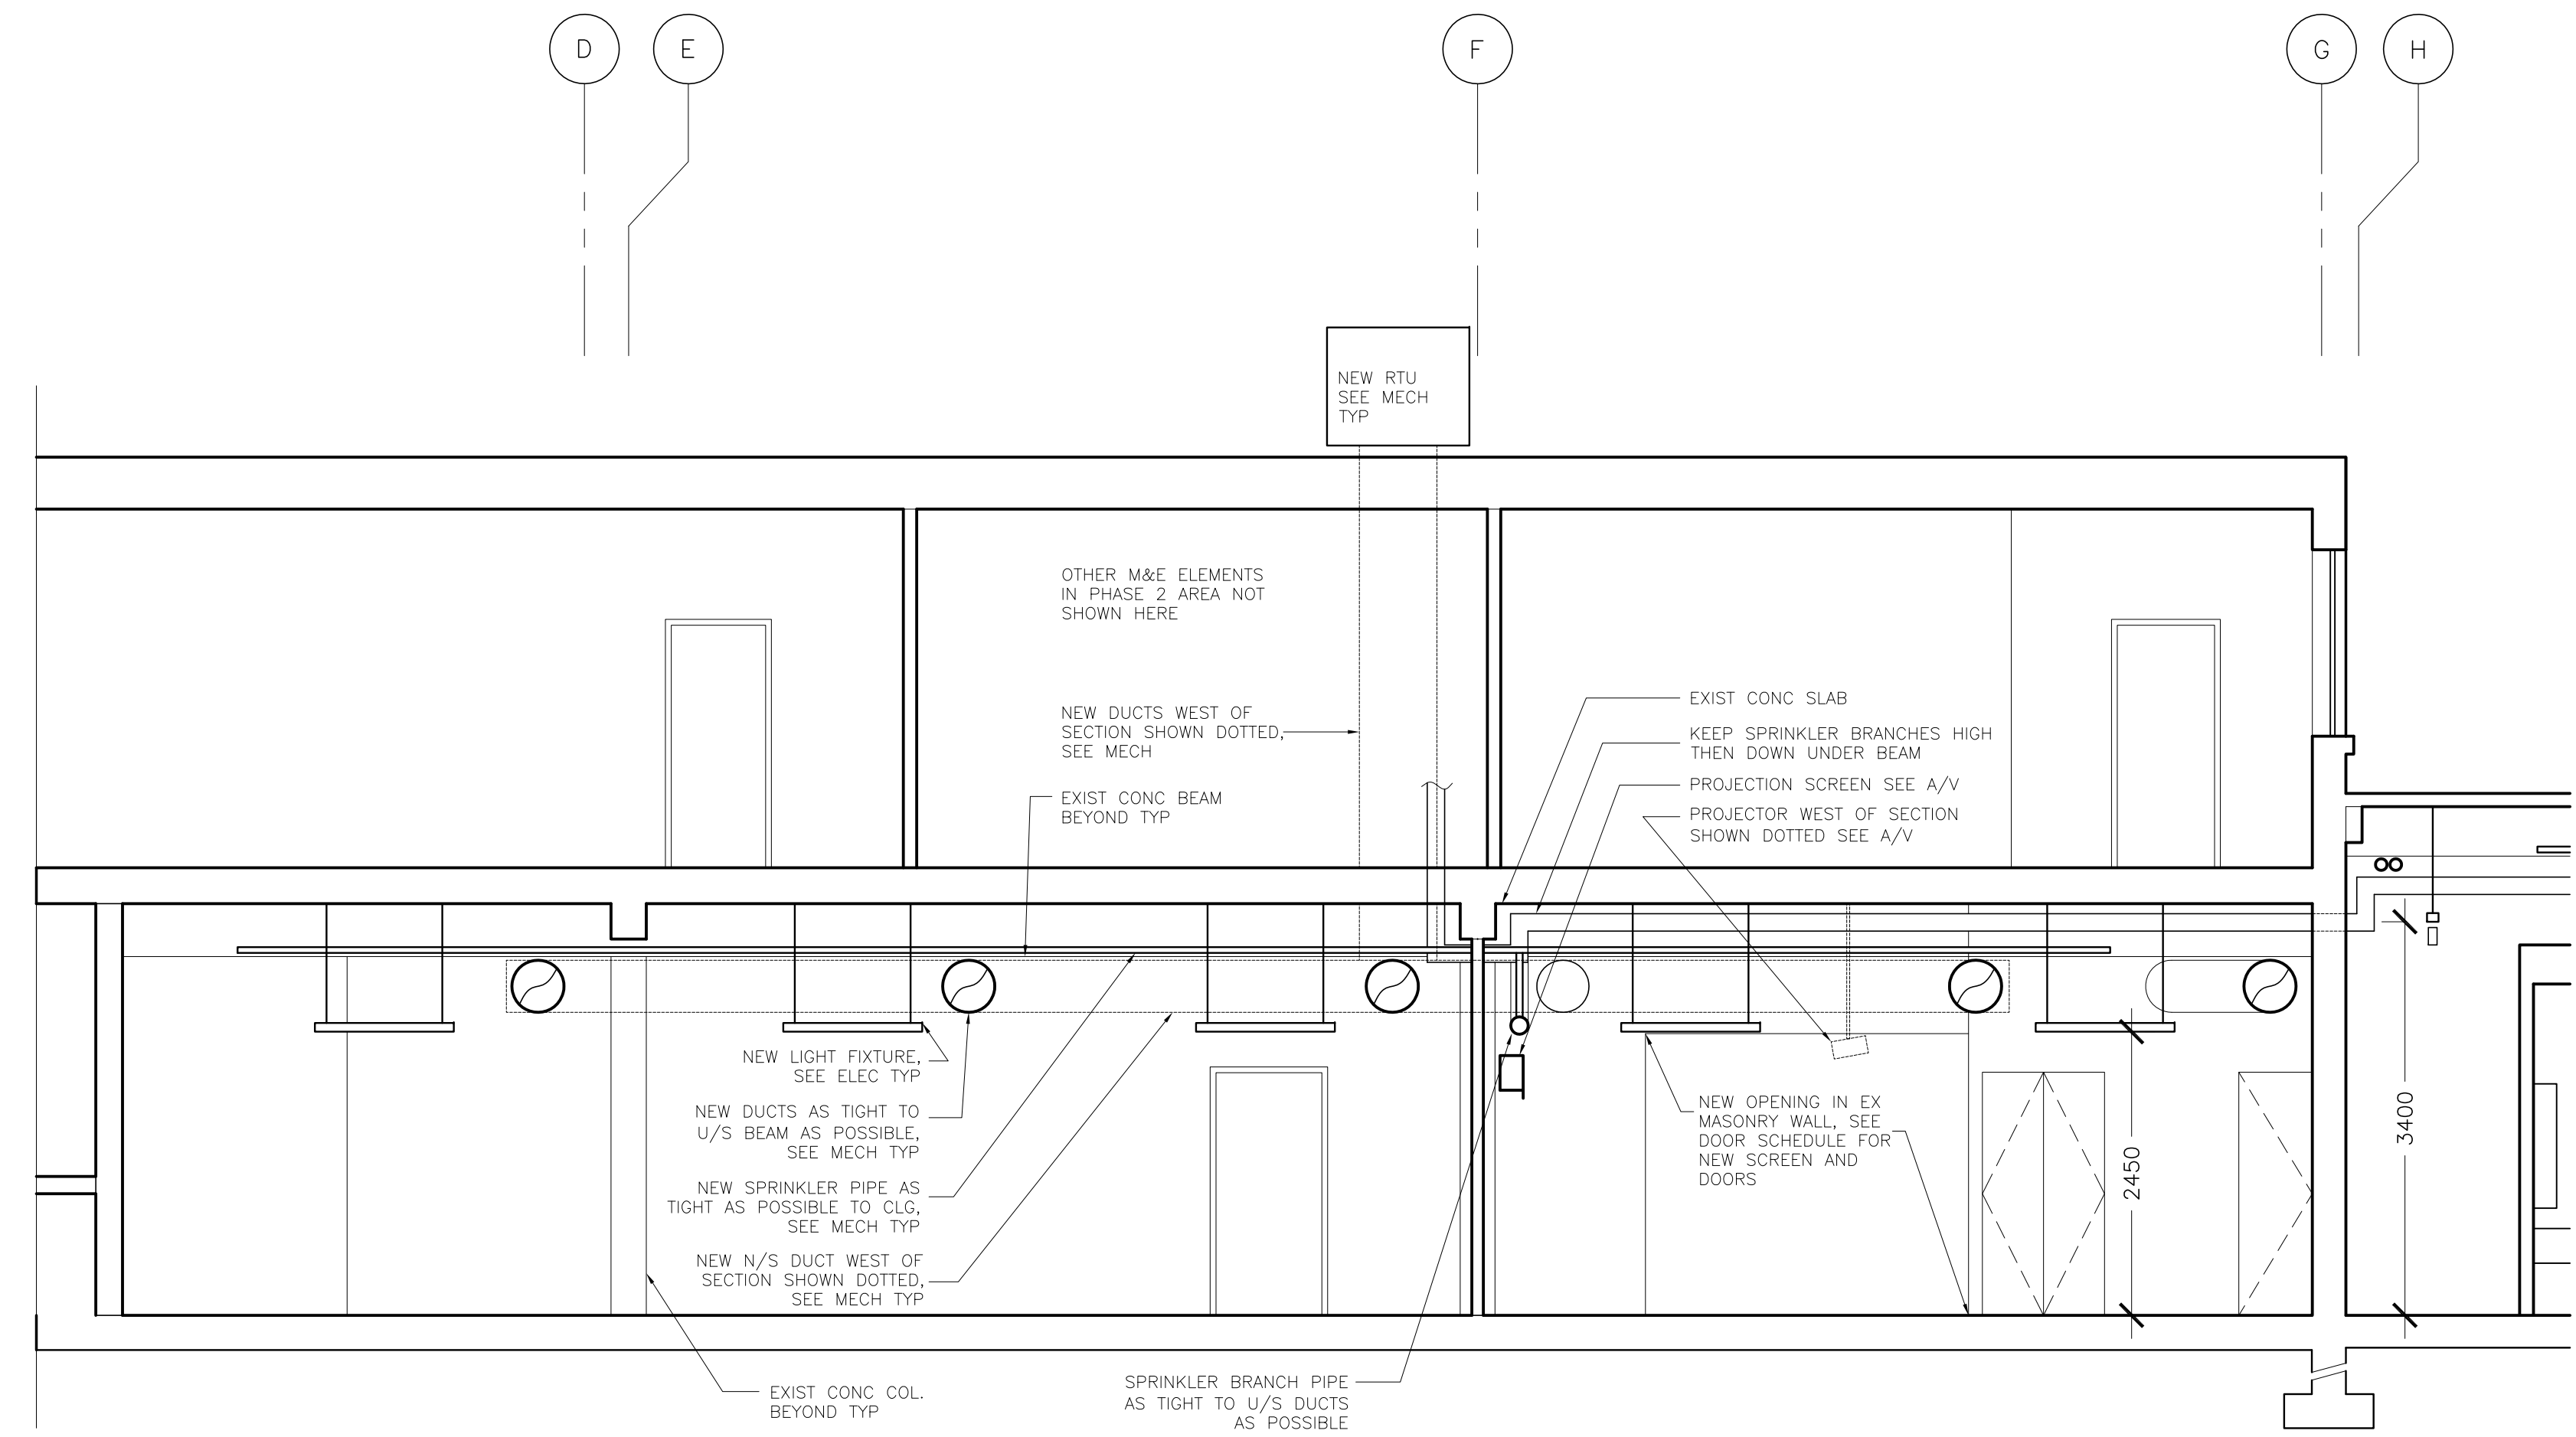 D
E
F
G
H
NEW RTU
SEE MECH
TYP
OTHER M&E ELEMENTS
IN PHASE 2 AREA NOT
SHOWN HERE
NEW DUCTS WEST OF
SECTION SHOWN DOTTED,
SEE MECH
EXIST CONC BEAM
BEYOND TYP
EXIST CONC SLAB
KEEP SPRINKLER BRANCHES HIGH
THEN DOWN UNDER BEAM
PROJECTION SCREEN SEE A/V
PROJECTOR WEST OF SECTION
SHOWN DOTTED SEE A/V
NEW LIGHT FIXTURE,
SEE ELEC TYP
NEW DUCTS AS TIGHT TO
U/S BEAM AS POSSIBLE,
SEE MECH TYP
NEW SPRINKLER PIPE AS
TIGHT AS POSSIBLE TO CLG,
SEE MECH TYP
NEW N/S DUCT WEST OF
SECTION SHOWN DOTTED,
SEE MECH TYP
NEW OPENING IN EX
MASONRY WALL, SEE
DOOR SCHEDULE FOR
NEW SCREEN AND
DOORS
2450
3400
EXIST CONC COL.
BEYOND TYP
SPRINKLER BRANCH PIPE
AS TIGHT TO U/S DUCTS
AS POSSIBLE